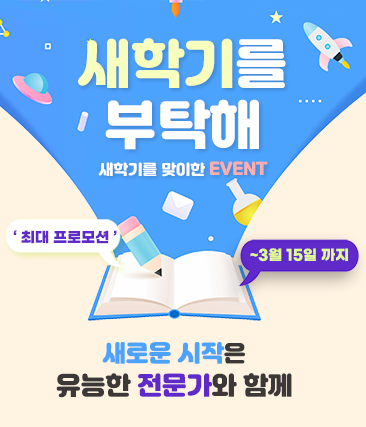 새학기를
부탁해
새학기를 맞이한 EVENT
‘ 최대 프로모션 ’
~3월 15일 까지
새로운 시작은
유능한 전문가와 함께